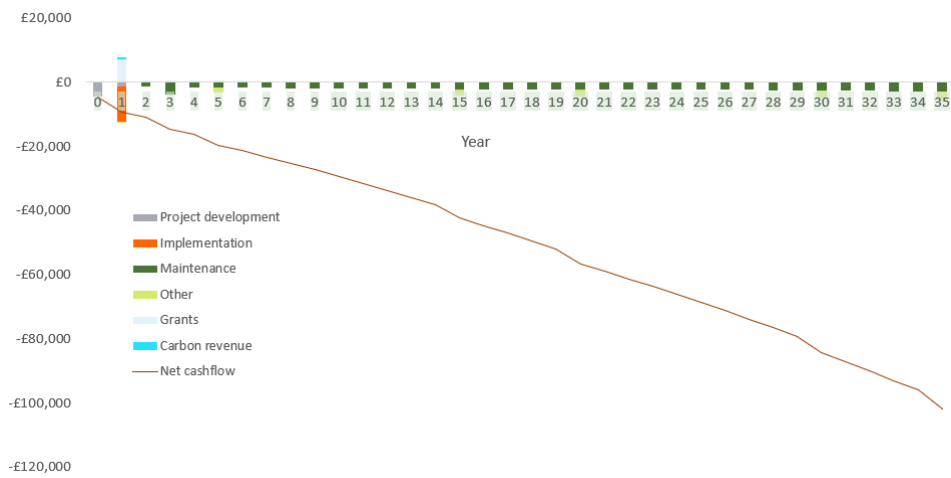 £20,000
£0
0 1 2 3 4 5 6 7 8 9 10 11 12 13 14 15 16 17 18 19 20 21 22 23 24 25 26 27 28 29 30 31 32 33 34 35
Year
-£20,000
-£40,000
Project development
Implementation
Maintenance
-£60,000
Other
Grants
-£80,000
Carbon revenue
Net cashflow
-£100,000
-£120,000